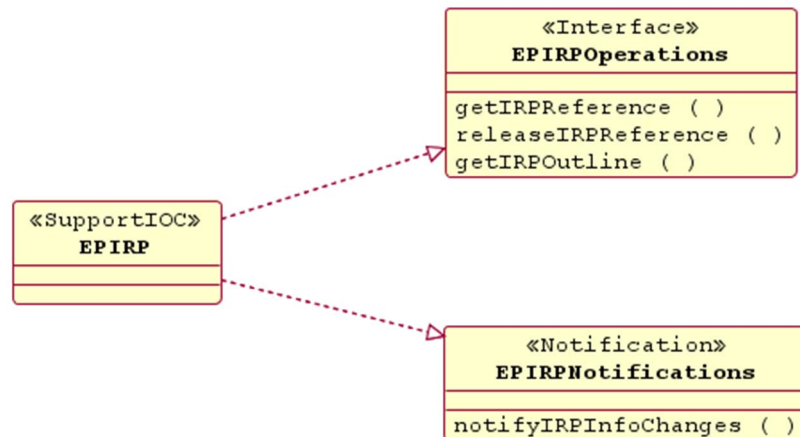 «Interface»
EPIRPOperations
getIRPReference ( )
releaseIRPReference ( )
getIRPOutline ( )
«SupportIOC»
EPIRP
«Notification»
EPIRPNotifications
notifyIRPInfoChanges ( )